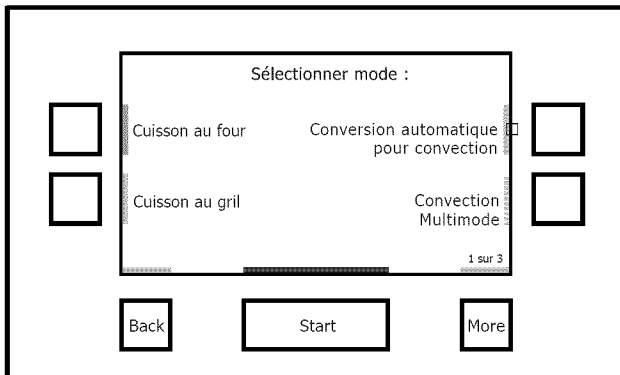 Sélectionner mode :
Cuisson au four
Conversion automatique
pour convection
Cuisson au gril
Convection
Multimode
1 sur 3
Back
Start
More